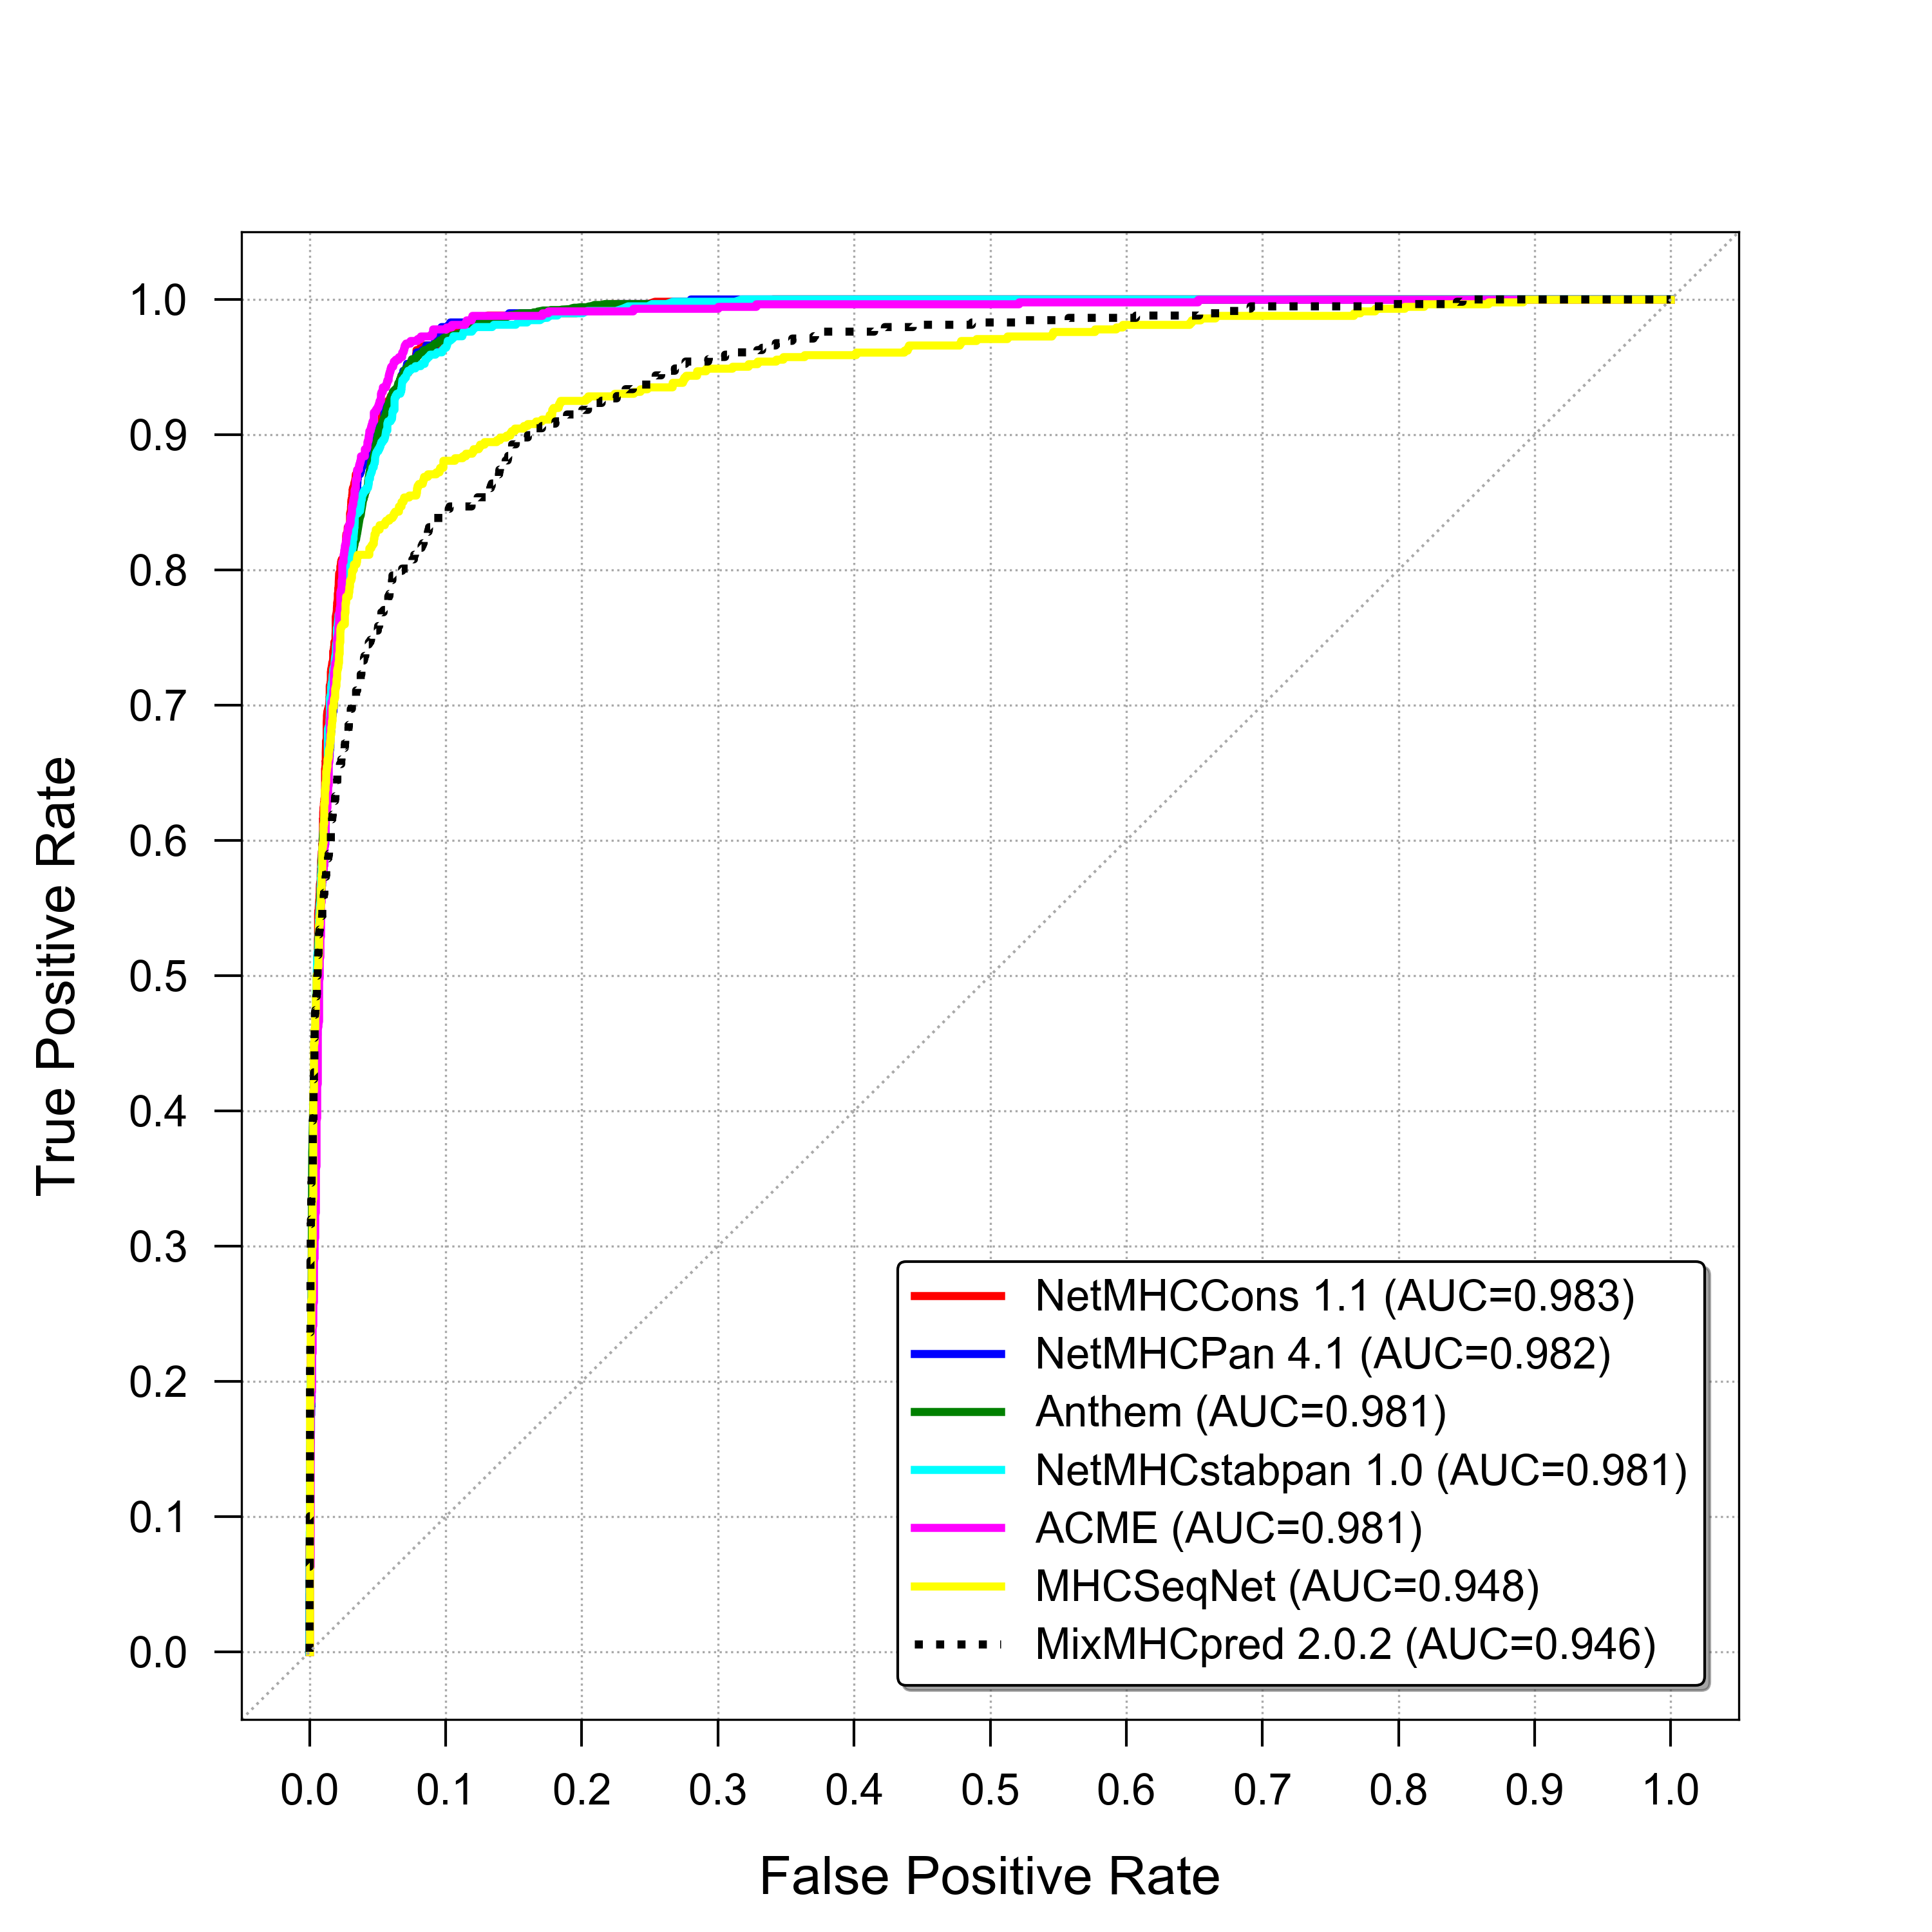 1.0
0.9
0.8
0.7
0.6
0.5
0.4
0.3
0.2
0.1
0.0
True Positive Rate
NetMHCCons 1.1 (AUC=0.983)
NetMHCPan 4.1 (AUC=0.982)
Anthem (AUC=0.981)
NetMHCstabpan 1.0 (AUC=0.981)
ACME (AUC=0.981)
MHCSeqNet (AUC=0.948)
MixMHCpred 2.0.2 (AUC=0.946)
0.0 0.1 0.2 0.3 0.4 0.5 0.6 0.7 0.8 0.9 1.0
False Positive Rate